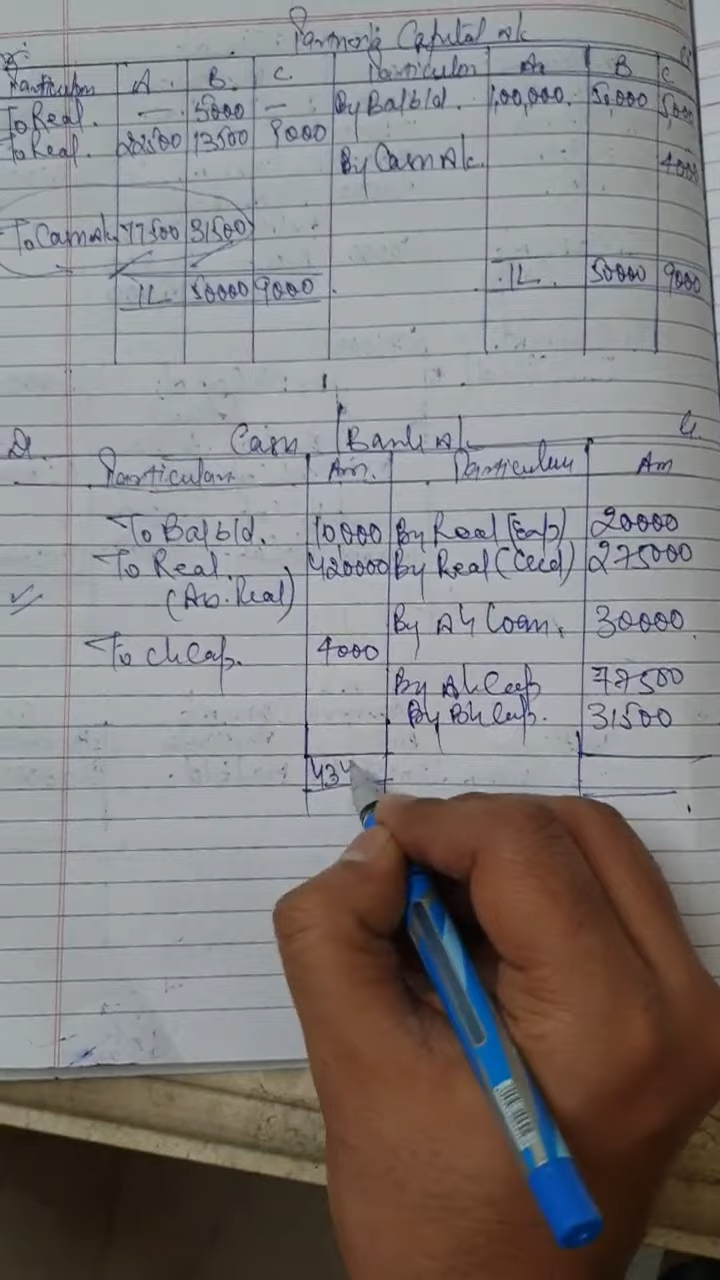 Partner's Capital A/c
Particulars A. B. C. Particulars A B C
To Real. — 5000 — By Bal b/d. 1,00,000. 50,000 5000
To Real. 22500 13500 9000
By Cash A/c. 4000
To Cash A/c 77500 31500
1L 50000 9000 1L. 50000 9000
Dr. Cash / Bank A/c Cr.
Particulars Am. Particulars Am
To Bal b/d. 10000 By Real (Exp) 20000
To Real. 420000 By Real (Cred) 275000
(As. Real)
By A's Loan. 30000
To C's Cap. 4000
By A's Cap 77500
By B's Cap. 31500
434